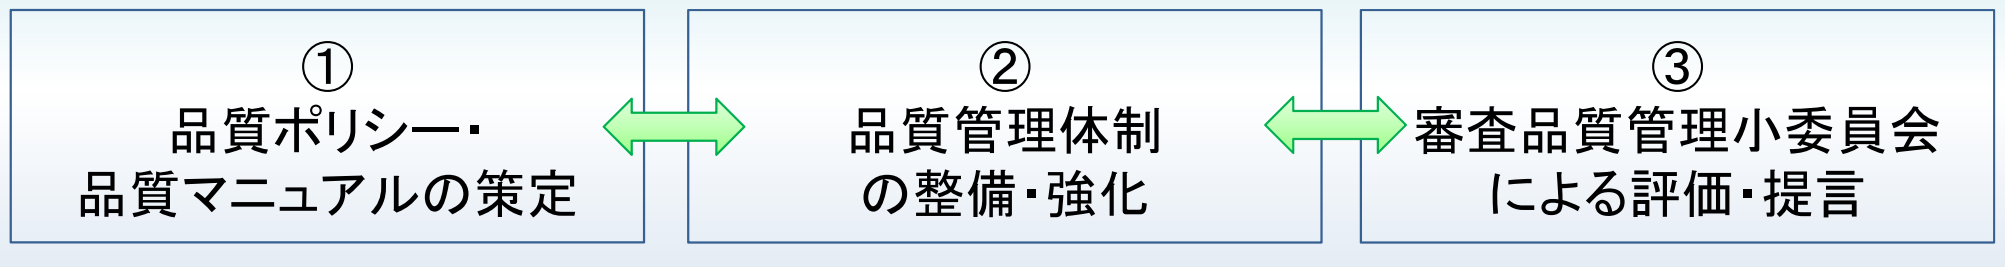 ①
品質ポリシー・
品質マニュアルの策定
②
品質管理体制
の整備・強化
③
審査品質管理小委員会
による評価・提言